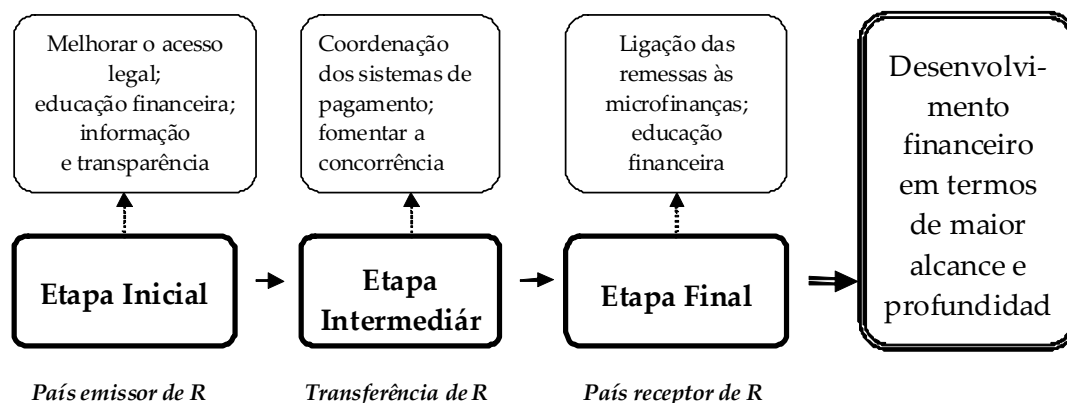 Melhorar o acesso
legal;
educação financeira;
informação
e transparência
Coordenação
dos sistemas de
pagamento;
fomentar a
concorrência
Ligação das
remessas às
microfinanças;
educação
financeira
Desenvolvi-
mento
financeiro
em termos
de maior
alcance e
profundidad
Etapa Inicial
Etapa
Intermediár
Etapa Final
País emissor de R
Transferência de R
País receptor de R